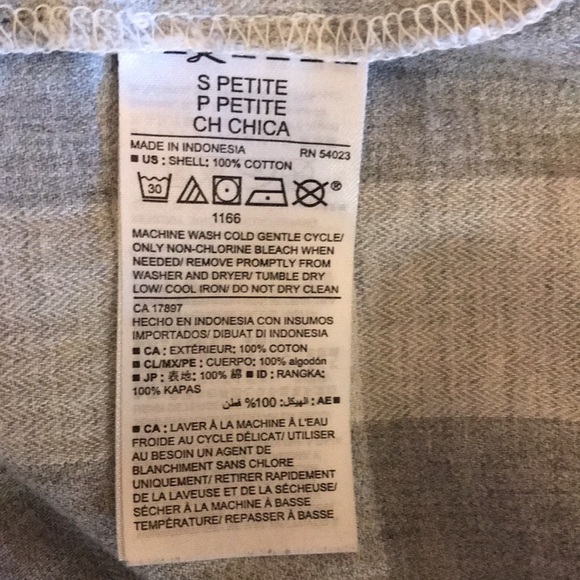 S PETITE
P PETITE
CH CHICA
MADE IN INDONESIA RN 54023
■ US : SHELL: 100% COTTON
30
®
1166
MACHINE WASH COLD GENTLE CYCLE/
ONLY NON-CHLORINE BLEACH WHEN
NEEDED/ REMOVE PROMPTLY FROM
WASHER AND DRYER/ TUMBLE DRY
LOW/ COOL IRON/ DO NOT DRY CLEAN
CA 17897
HECHO EN INDONESIA CON INSUMOS
IMPORTADOS/ DIBUAT DI INDONESIA
■ CA : EXTÉRIEUR: 100% COTON
■ CL/MX/PE : CUERPO: 100% algodón
■ JP : 表地: 100% 綿 ■ ID : RANGKA:
100% KAPAS
■ AE : الهيكل: 100% قطن
■ CA : LAVER À LA MACHINE À L'EAU
FROIDE AU CYCLE DÉLICAT/ UTILISER
AU BESOIN UN AGENT DE
BLANCHIMENT SANS CHLORE
UNIQUEMENT/ RETIRER RAPIDEMENT
DE LA LAVEUSE ET DE LA SÉCHEUSE/
SÉCHER À LA MACHINE À BASSE
TEMPÉRATURE/ REPASSER À BASSE